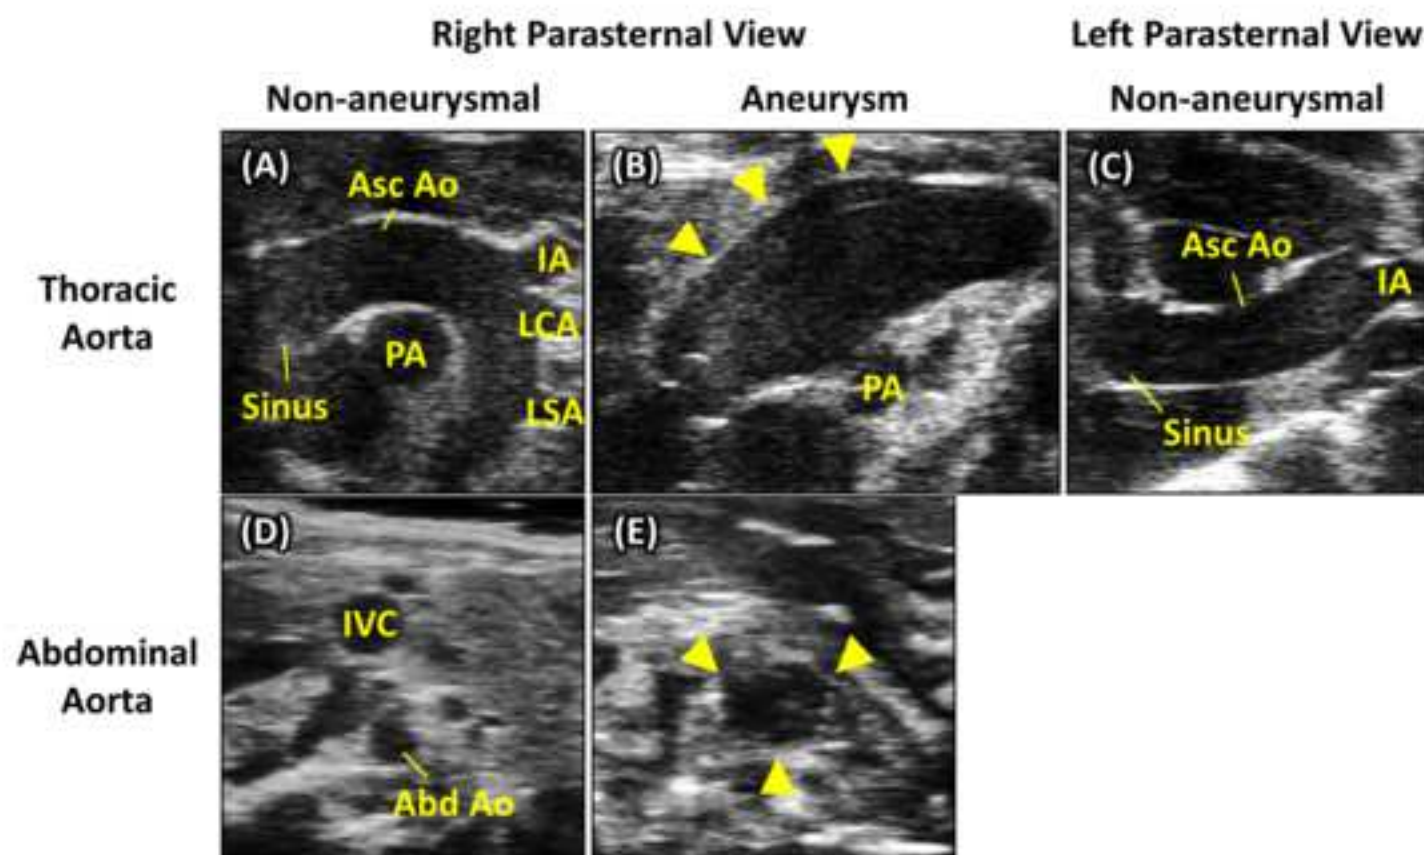 Right Parasternal View
Left Parasternal View
Non-aneurysmal
Aneurysm
Non-aneurysmal
Thoracic
Aorta
(A)
Asc Ao
IA
LCA
PA
Sinus
LSA
(B)
PA
(C)
Asc Ao
IA
Sinus
Abdominal
Aorta
(D)
IVC
Abd Ao
(E)